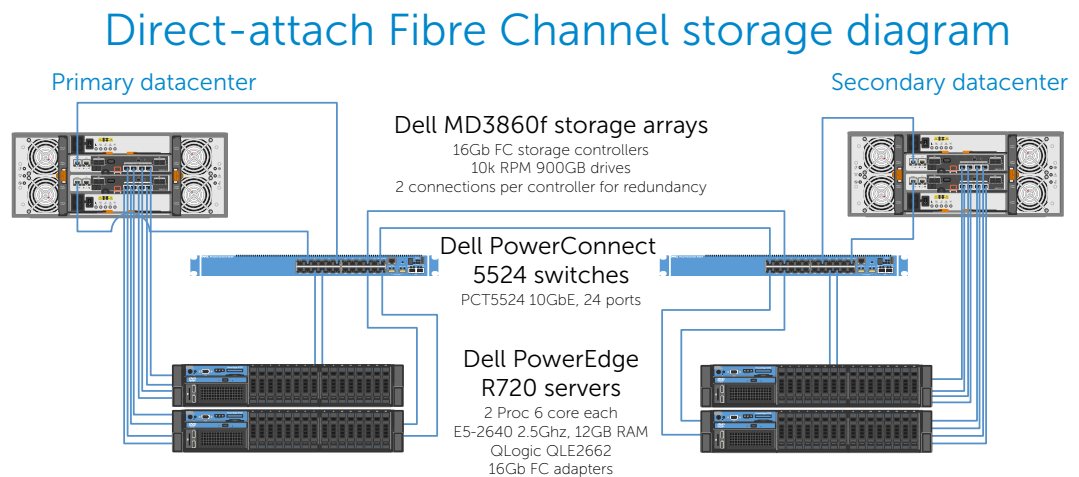 Direct-attach Fibre Channel storage diagram
Primary datacenter
Secondary datacenter
Dell MD3860f storage arrays
16Gb FC storage controllers
10k RPM 900GB drives
2 connections per controller for redundancy
Dell PowerConnect
5524 switches
PCT5524 10GbE, 24 ports
Dell PowerEdge
R720 servers
2 Proc 6 core each
E5-2640 2.5Ghz, 12GB RAM
QLogic QLE2662
16Gb FC adapters